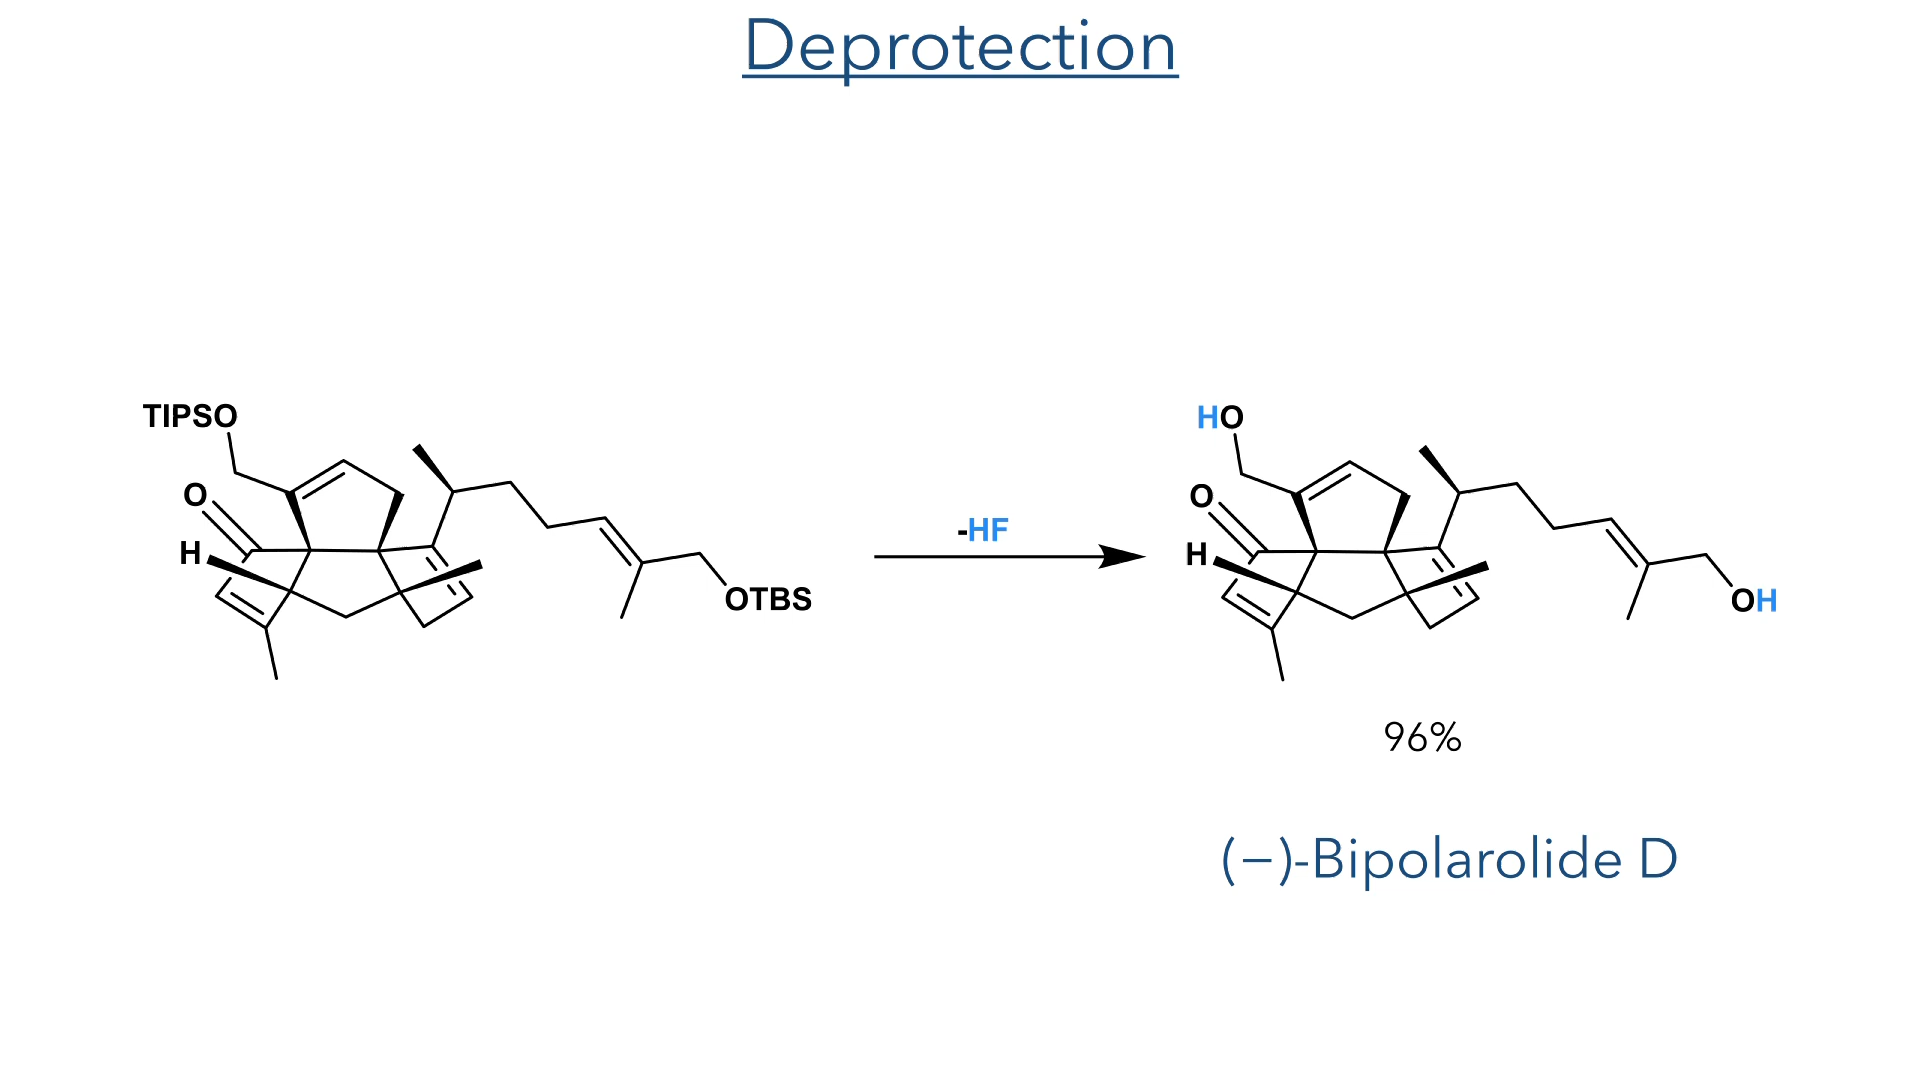 Deprotection
TIPSO
O
H
OTBS
-HF
HO
O
H
OH
96%
(−)-Bipolarolide D